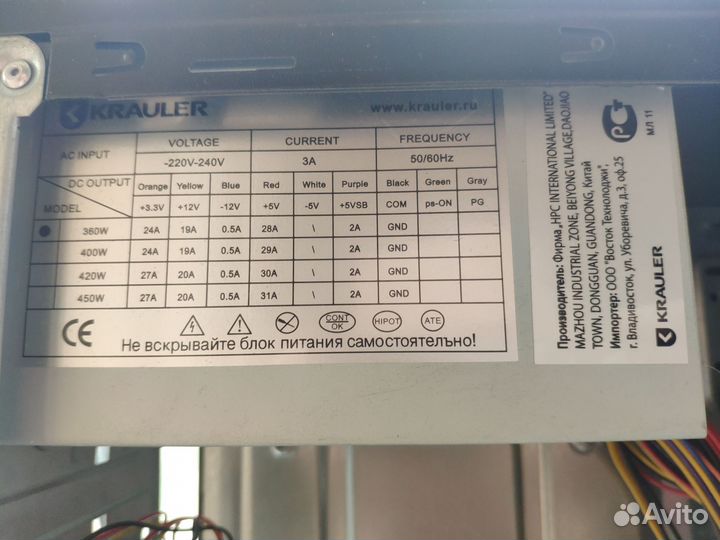 KRAULER
www.krauler.ru
AC INPUT VOLTAGE CURRENT FREQUENCY
-220V-240V 3A 50/60Hz
DC OUTPUT Orange Yellow Blue Red White Purple Black Green Gray
MODEL +3.3V +12V -12V +5V -5V +5VSB COM ps-ON PG
360W 24A 19A 0.5A 28A \ 2A GND
400W 24A 19A 0.5A 29A \ 2A GND
420W 27A 20A 0.5A 30A \ 2A GND
450W 27A 20A 0.5A 31A \ 2A GND
CE CONT OK HIPOT ATE
Не вскрывайте блок питания самостоятелъно!
Производитель: Фирма „HPC INTERNATIONAL LIMITED"
MAZHOU INDUSTRIAL ZONE, BEIYONG VILLAGE,DAOJIAO
TOWN, DONGGUAN, GUANDONG, Китай
Импортер: ООО "Восток Технолоджи",
г. Владивосток, ул. Уборевича, д.3, оф.25
KRAULER
РСТ
МЛ 11
Avito